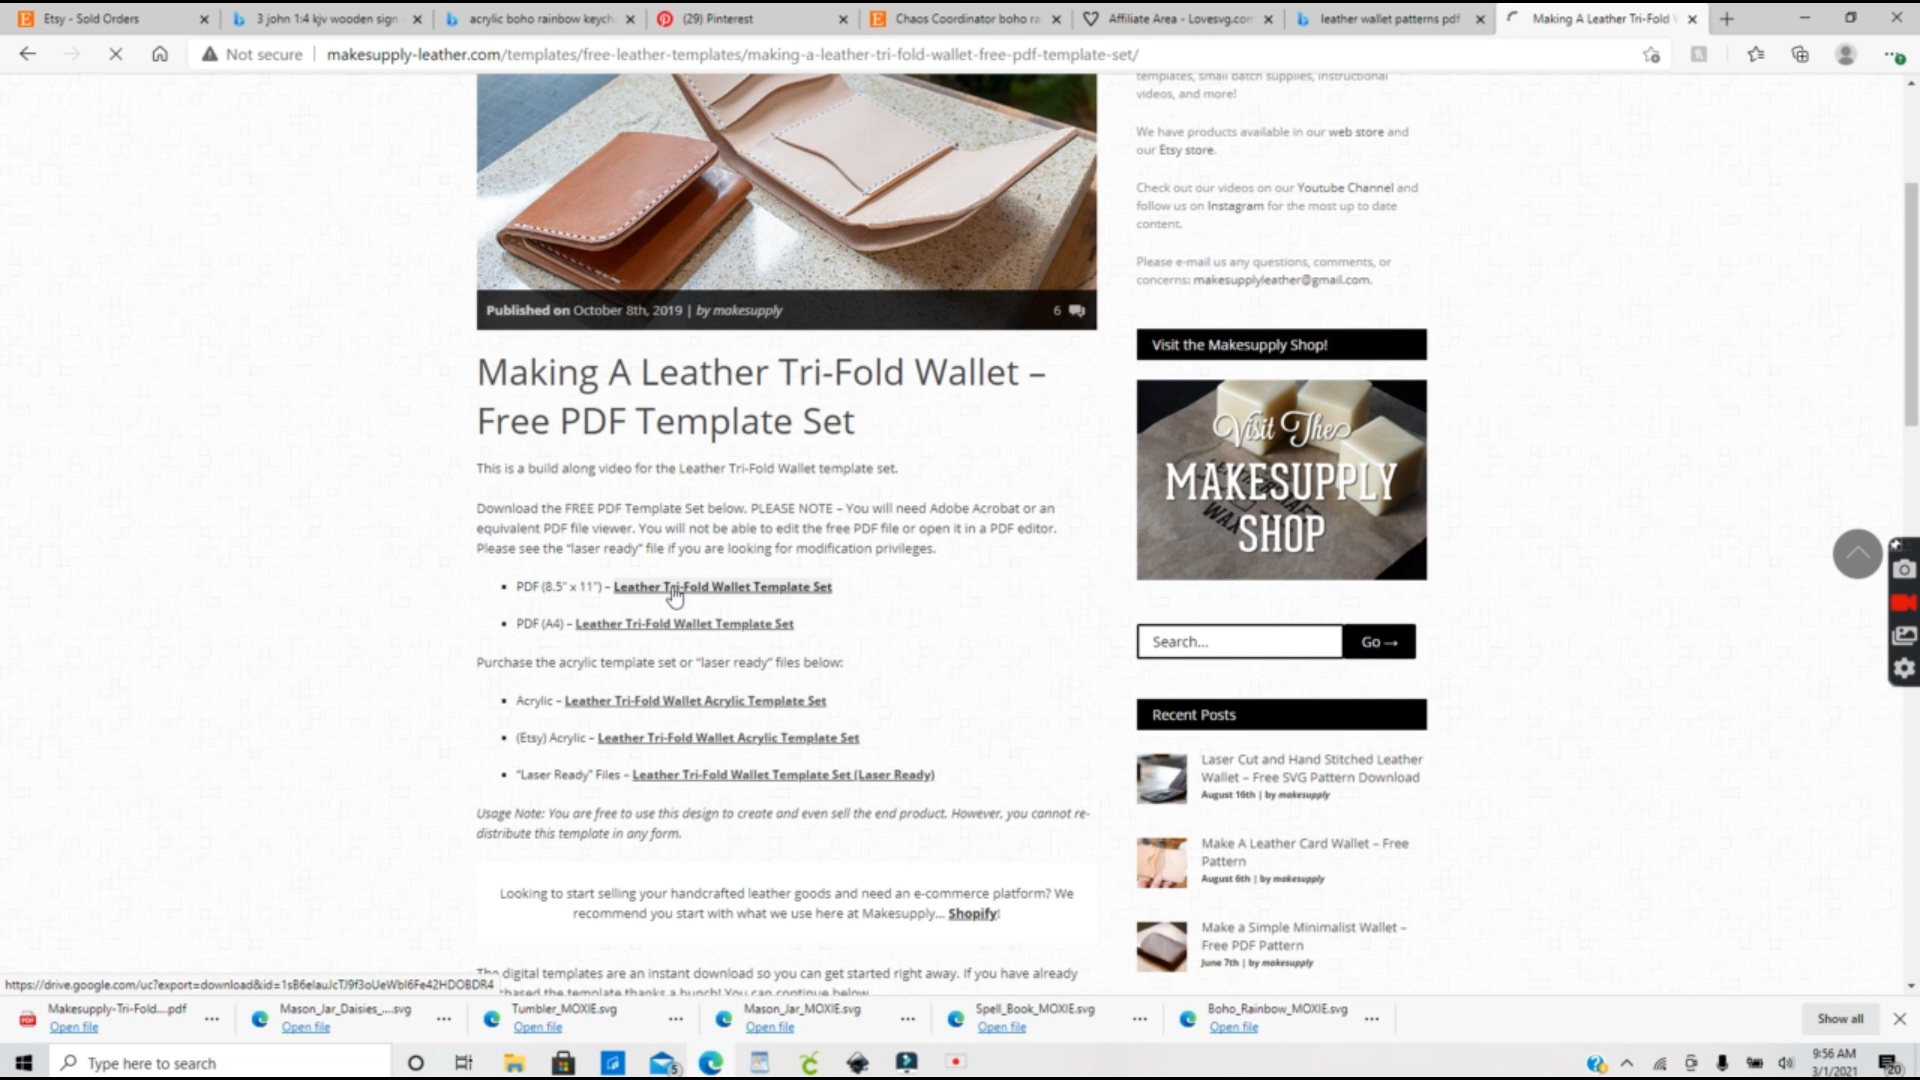 Etsy - Sold Orders
3 john 1:4 kjv wooden sign
acrylic boho rainbow keych
(29) Pinterest
Chaos Coordinator boho ra
Affiliate Area - Lovesvg.com
leather wallet patterns pdf
Making A Leather Tri-Fold
Not secure
makesupply-leather.com/templates/free-leather-templates/making-a-leather-tri-fold-wallet-free-pdf-template-set/
Published on October 8th, 2019 | by makesupply
6
Making A Leather Tri-Fold Wallet –
Free PDF Template Set
This is a build along video for the Leather Tri-Fold Wallet template set.
Download the FREE PDF Template Set below. PLEASE NOTE – You will need Adobe Acrobat or an
equivalent PDF file viewer. You will not be able to edit the free PDF file or open it in a PDF editor.
Please see the "laser ready" file if you are looking for modification privileges.
PDF (8.5" x 11") – Leather Tri-Fold Wallet Template Set
PDF (A4) – Leather Tri-Fold Wallet Template Set
Purchase the acrylic template set or "laser ready" files below:
Acrylic – Leather Tri-Fold Wallet Acrylic Template Set
(Etsy) Acrylic – Leather Tri-Fold Wallet Acrylic Template Set
"Laser Ready" Files – Leather Tri-Fold Wallet Template Set (Laser Ready)
Usage Note: You are free to use this design to create and even sell the end product. However, you cannot re-
distribute this template in any form.
Looking to start selling your handcrafted leather goods and need an e-commerce platform? We
recommend you start with what we use here at Makesupply... Shopify!
The digital templates are an instant download so you can get started right away. If you have already
purchased the template thanks a bunch! You can continue below
templates, small batch supplies, instructional
videos, and more!
We have products available in our web store and
our Etsy store.
Check out our videos on our Youtube Channel and
follow us on Instagram for the most up to date
content.
Please e-mail us any questions, comments, or
concerns: makesupplyleather@gmail.com.
Visit the Makesupply Shop!
Visit The
MAKESUPPLY
SHOP
Search...
Go →
Recent Posts
Laser Cut and Hand Stitched Leather
Wallet – Free SVG Pattern Download
August 16th | by makesupply
Make A Leather Card Wallet – Free
Pattern
August 6th | by makesupply
Make a Simple Minimalist Wallet –
Free PDF Pattern
June 7th | by makesupply
Makesupply-Tri-Fold....pdf
Open file
Mason_Jar_Daisies_....svg
Open file
Tumbler_MOXIE.svg
Open file
Mason_Jar_MOXIE.svg
Open file
Spell_Book_MOXIE.svg
Open file
Boho_Rainbow_MOXIE.svg
Open file
Show all
Type here to search
5
9:56 AM
3/1/2021
20